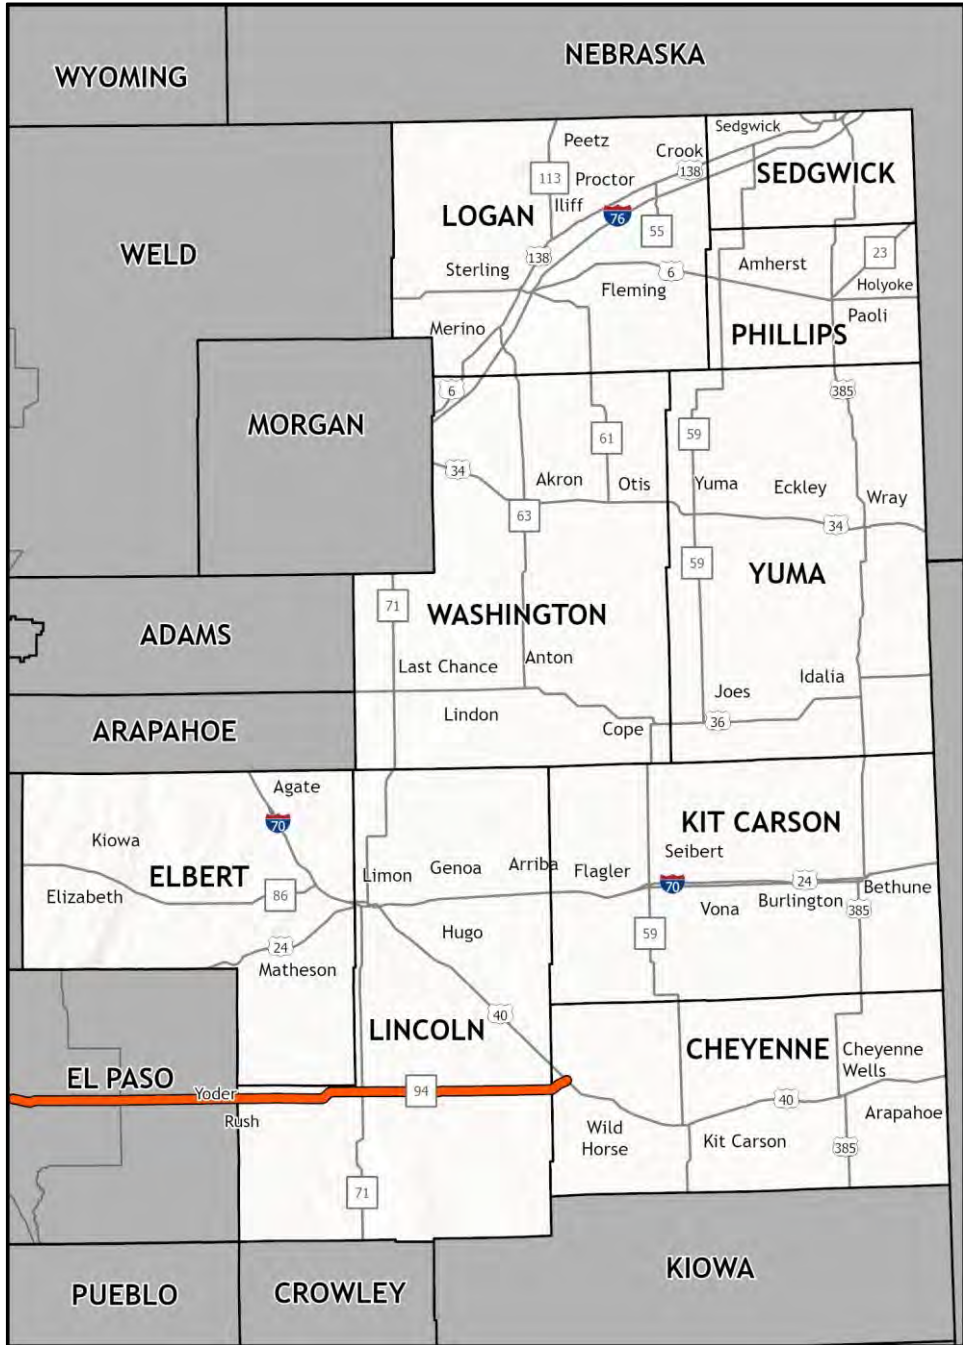 NEBRASKA
WYOMING
Sedgwick
Peetz
Crook
138
113
Proctor
SEDGWICK
Iliff
LOGAN
76
55
WELD
138
23
Sterling
6
Amherst
Fleming
Holyoke
Paoli
Merino
PHILLIPS
6
385
MORGAN
59
61
34
Akron
Otis
Yuma
Eckley
Wray
63
34
59
YUMA
71
WASHINGTON
ADAMS
Anton
Last Chance
Idalia
Joes
Lindon
36
Cope
ARAPAHOE
Agate
70
KIT CARSON
Kiowa
Seibert
Genoa
Arriba
Flagler
ELBERT
Limon
70
24
Bethune
Elizabeth
86
Vona
Burlington
385
Hugo
59
24
Matheson
40
LINCOLN
CHEYENNE
Cheyenne
Wells
EL PASO
Yoder
94
40
Arapahoe
Rush
Wild
Horse
Kit Carson
385
71
KIOWA
PUEBLO
CROWLEY